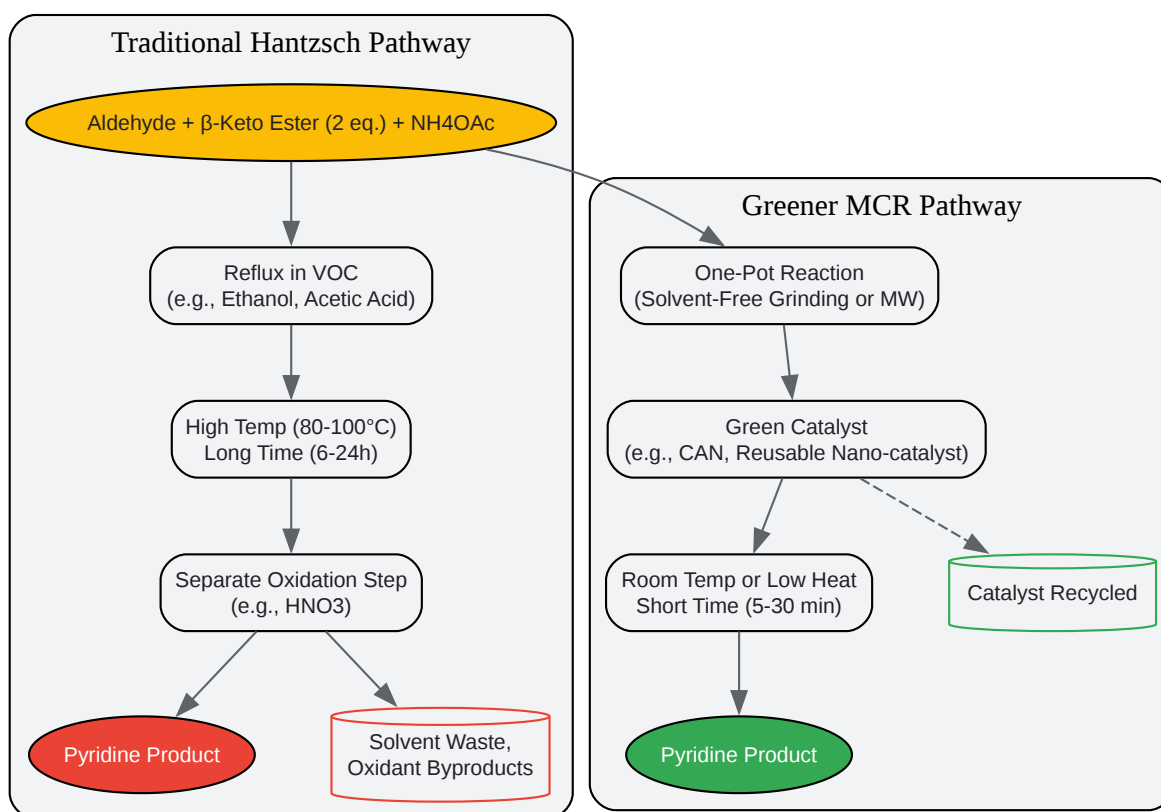 Traditional Hantzsch Pathway
Aldehyde + β-Keto Ester (2 eq.) + NH4OAc
Reflux in VOC
(e.g., Ethanol, Acetic Acid)
High Temp (80-100°C)
Long Time (6-24h)
Separate Oxidation Step
(e.g., HNO3)
Pyridine Product
Solvent Waste,
Oxidant Byproducts
Greener MCR Pathway
One-Pot Reaction
(Solvent-Free Grinding or MW)
Green Catalyst
(e.g., CAN, Reusable Nano-catalyst)
Room Temp or Low Heat
Short Time (5-30 min)
Catalyst Recycled
Pyridine Product